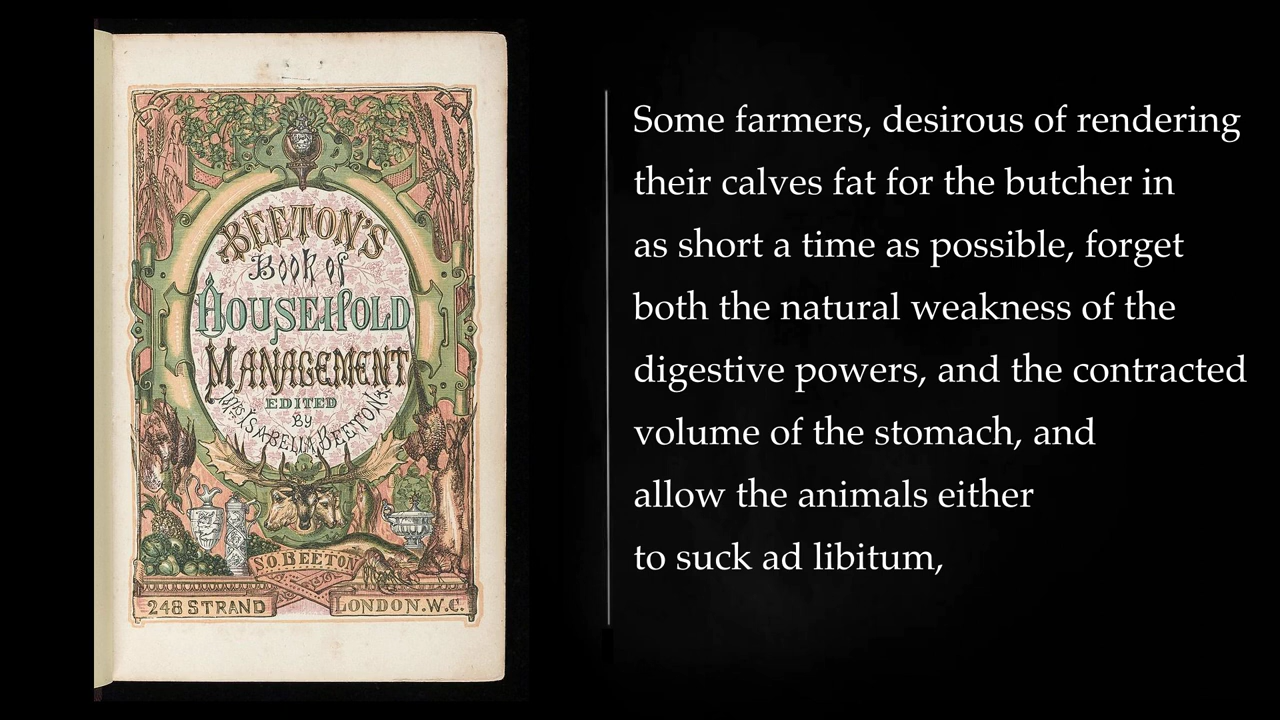 BEETON'S
Book of
HOUSEHOLD
MANAGEMENT
EDITED
By
MRS ISABELLA BEETON.
S.O. BEETON
248 STRAND
LONDON.W.C.
Some farmers, desirous of rendering
their calves fat for the butcher in
as short a time as possible, forget
both the natural weakness of the
digestive powers, and the contracted
volume of the stomach, and
allow the animals either
to suck ad libitum,